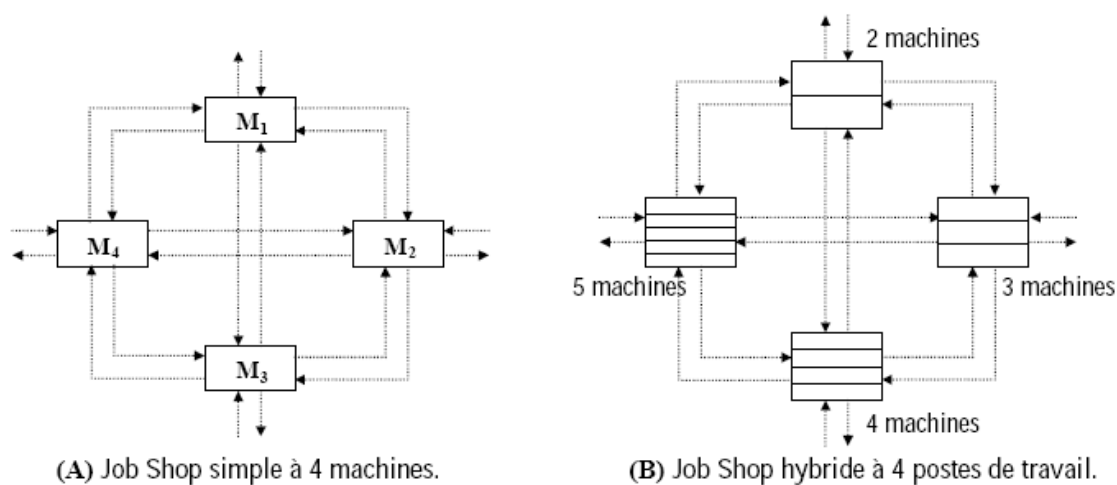 M₁
M₄
M₂
M₃
(A) Job Shop simple à 4 machines.
2 machines
5 machines
3 machines
4 machines
(B) Job Shop hybride à 4 postes de travail.